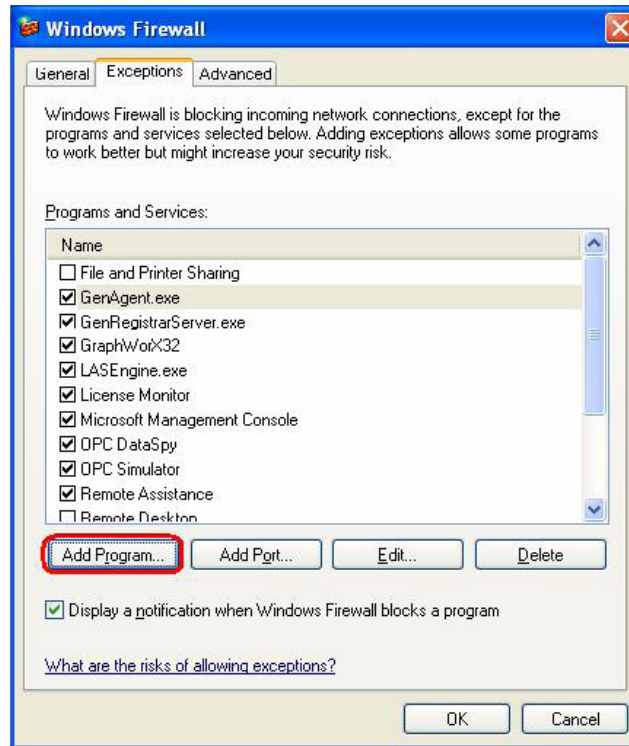 Windows Firewall
General Exceptions Advanced
Windows Firewall is blocking incoming network connections, except for the
programs and services selected below. Adding exceptions allows some programs
to work better but might increase your security risk.
Programs and Services:
Name
File and Printer Sharing
GenAgent.exe
GenRegistrarServer.exe
GraphWorX32
LASEngine.exe
License Monitor
Microsoft Management Console
OPC DataSpy
OPC Simulator
Remote Assistance
Remote Desktop
Add Program... Add Port... Edit... Delete
Display a notification when Windows Firewall blocks a program
What are the risks of allowing exceptions?
OK Cancel